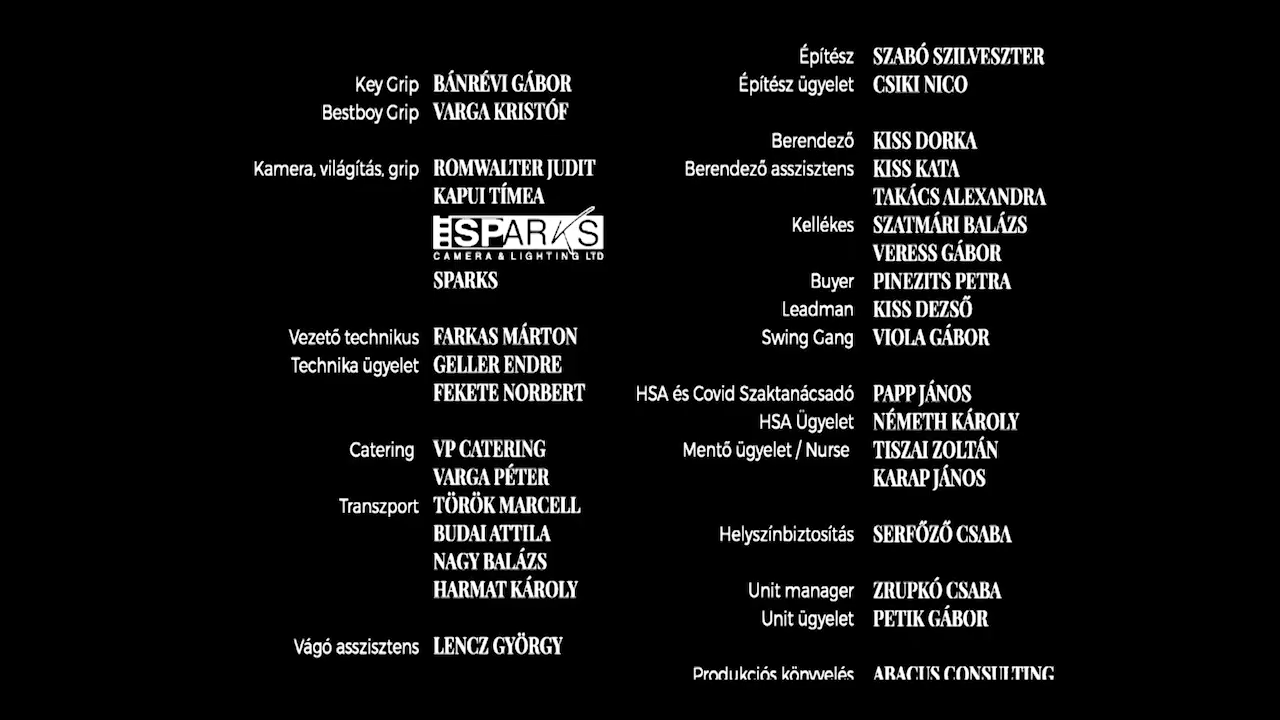 Key Grip BÁNRÉVI GÁBOR
Bestboy Grip VARGA KRISTÓF
Kamera, világítás, grip ROMWALTER JUDIT
KAPUI TÍMEA
SPARKS
CAMERA & LIGHTING LTD
SPARKS
Vezető technikus FARKAS MÁRTON
Technika ügyelet GELLER ENDRE
FEKETE NORBERT
Catering VP CATERING
VARGA PÉTER
Transzport TÖRÖK MARCELL
BUDAI ATTILA
NAGY BALÁZS
HARMAT KÁROLY
Vágó asszisztens LENCZ GYÖRGY
Építész SZABÓ SZILVESZTER
Építész ügyelet CSIKI NICO
Berendező KISS DORKA
Berendező asszisztens KISS KATA
TAKÁCS ALEXANDRA
Kellékes SZATMÁRI BALÁZS
VERESS GÁBOR
Buyer PINEZITS PETRA
Leadman KISS DEZSŐ
Swing Gang VIOLA GÁBOR
HSA és Covid Szaktanácsadó PAPP JÁNOS
HSA Ügyelet NÉMETH KÁROLY
Mentő ügyelet / Nurse TISZAI ZOLTÁN
KARAP JÁNOS
Helyszínbiztosítás SERFŐZŐ CSABA
Unit manager ZRUPKÓ CSABA
Unit ügyelet PETIK GÁBOR
Produkciós könyvelés ABACUS CONSULTING